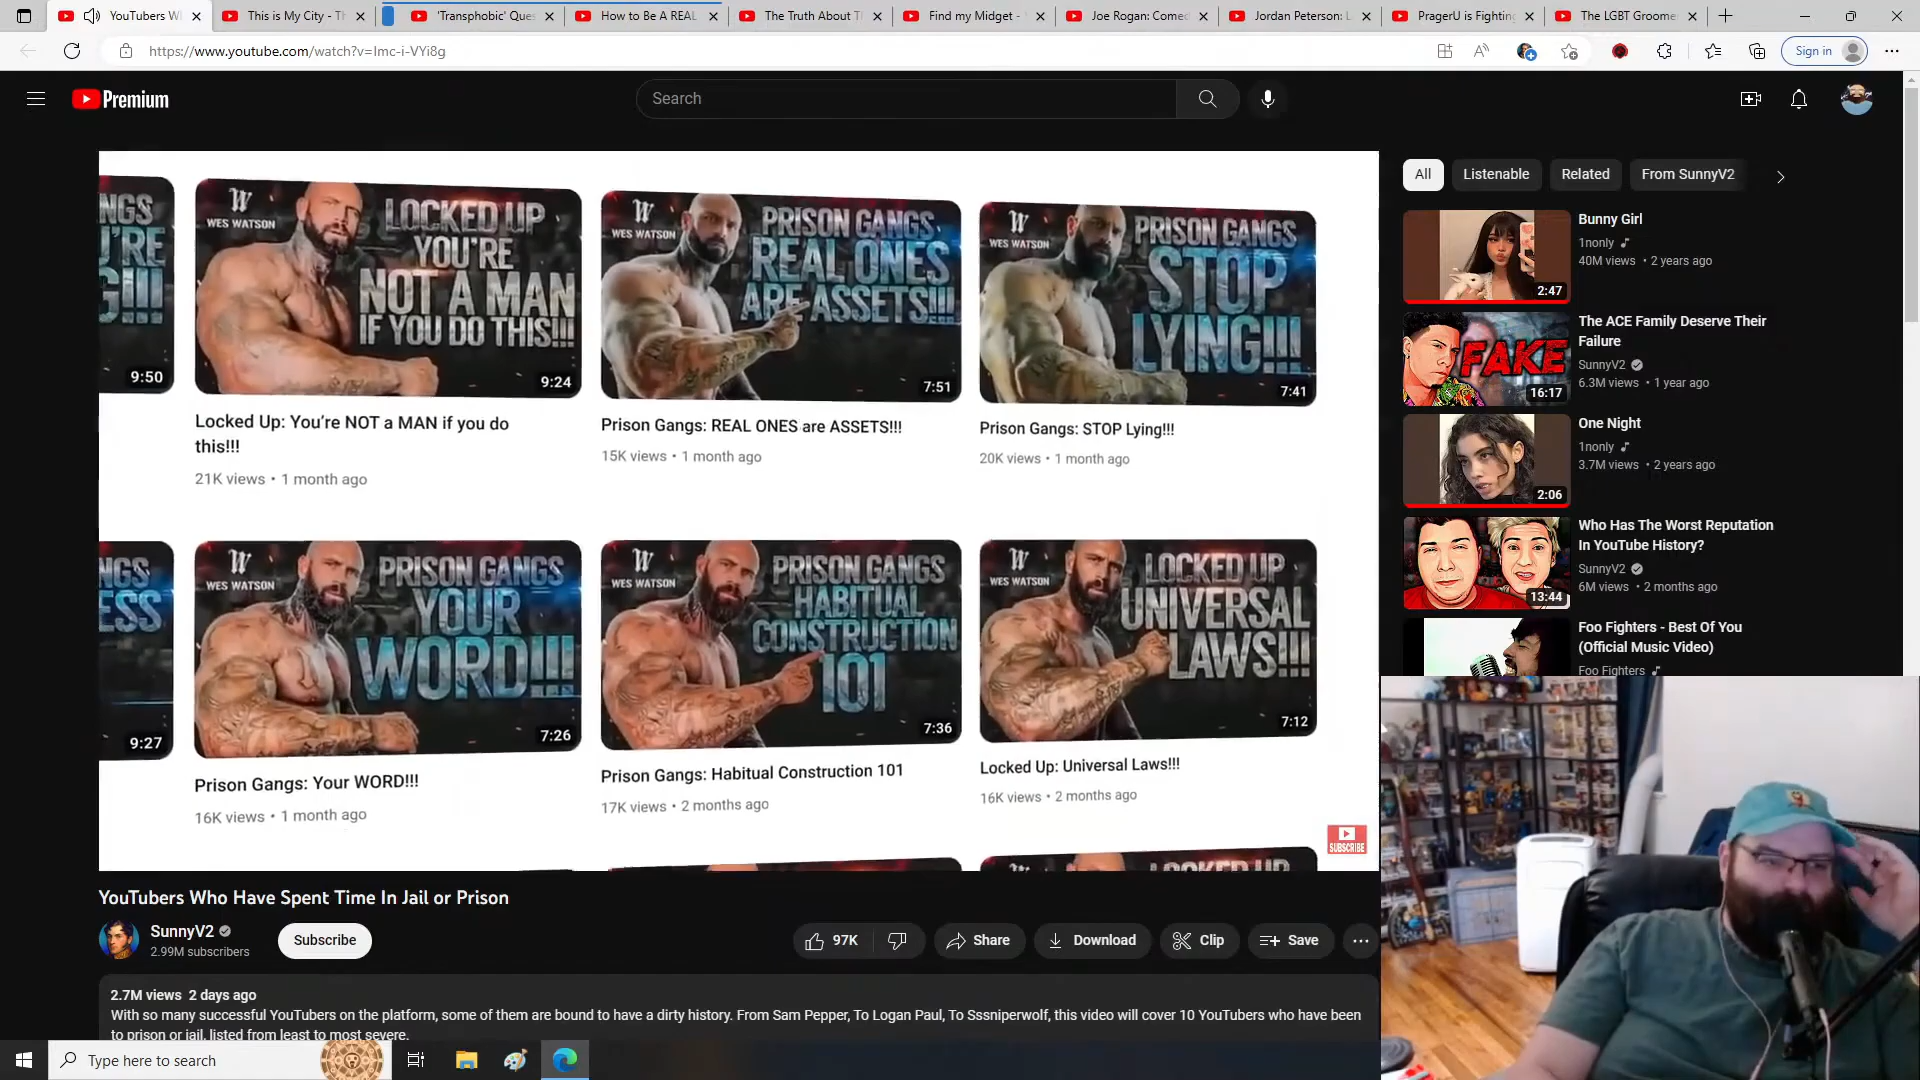 YouTubers W
This is My City - T
'Transphobic' Ques
How to Be A REAL
The Truth About T
Find my Midget -
Joe Rogan: Comed
Jordan Peterson: L
PragerU is Fighting
The LGBT Groome
https://www.youtube.com/watch?v=Imc-i-VYi8g
Sign in
Premium
Search
All
Listenable
Related
From SunnyV2
NGS
'RE
G!!!
9:50
W
WES WATSON
LOCKED UP
YOU'RE
NOT A MAN
IF YOU DO THIS!!!
9:24
Locked Up: You're NOT a MAN if you do
this!!!
21K views • 1 month ago
W
WES WATSON
PRISON GANGS
REAL ONES
ARE ASSETS!!!
7:51
Prison Gangs: REAL ONES are ASSETS!!!
15K views • 1 month ago
W
WES WATSON
PRISON GANGS
STOP
LYING!!!
7:41
Prison Gangs: STOP Lying!!!
20K views • 1 month ago
NGS
ESS
9:27
W
WES WATSON
PRISON GANGS
YOUR
WORD!!!
7:26
Prison Gangs: Your WORD!!!
16K views • 1 month ago
W
WES WATSON
PRISON GANGS
HABITUAL
CONSTRUCTION
101
7:36
Prison Gangs: Habitual Construction 101
17K views • 2 months ago
W
WES WATSON
LOCKED UP
UNIVERSAL
LAWS!!!
7:12
Locked Up: Universal Laws!!!
16K views • 2 months ago
LOCKED UP
SUBSCRIBE
2:47
Bunny Girl
1nonly
40M views • 2 years ago
FAKE
16:17
The ACE Family Deserve Their
Failure
SunnyV2
6.3M views • 1 year ago
2:06
One Night
1nonly
3.7M views • 2 years ago
13:44
Who Has The Worst Reputation
In YouTube History?
SunnyV2
6M views • 2 months ago
Foo Fighters - Best Of You
(Official Music Video)
Foo Fighters
YouTubers Who Have Spent Time In Jail or Prison
SunnyV2
2.99M subscribers
Subscribe
97K
Share
Download
Clip
Save
2.7M views 2 days ago
With so many successful YouTubers on the platform, some of them are bound to have a dirty history. From Sam Pepper, To Logan Paul, To Sssniperwolf, this video will cover 10 YouTubers who have been
to prison or jail, listed from least to most severe.
Type here to search